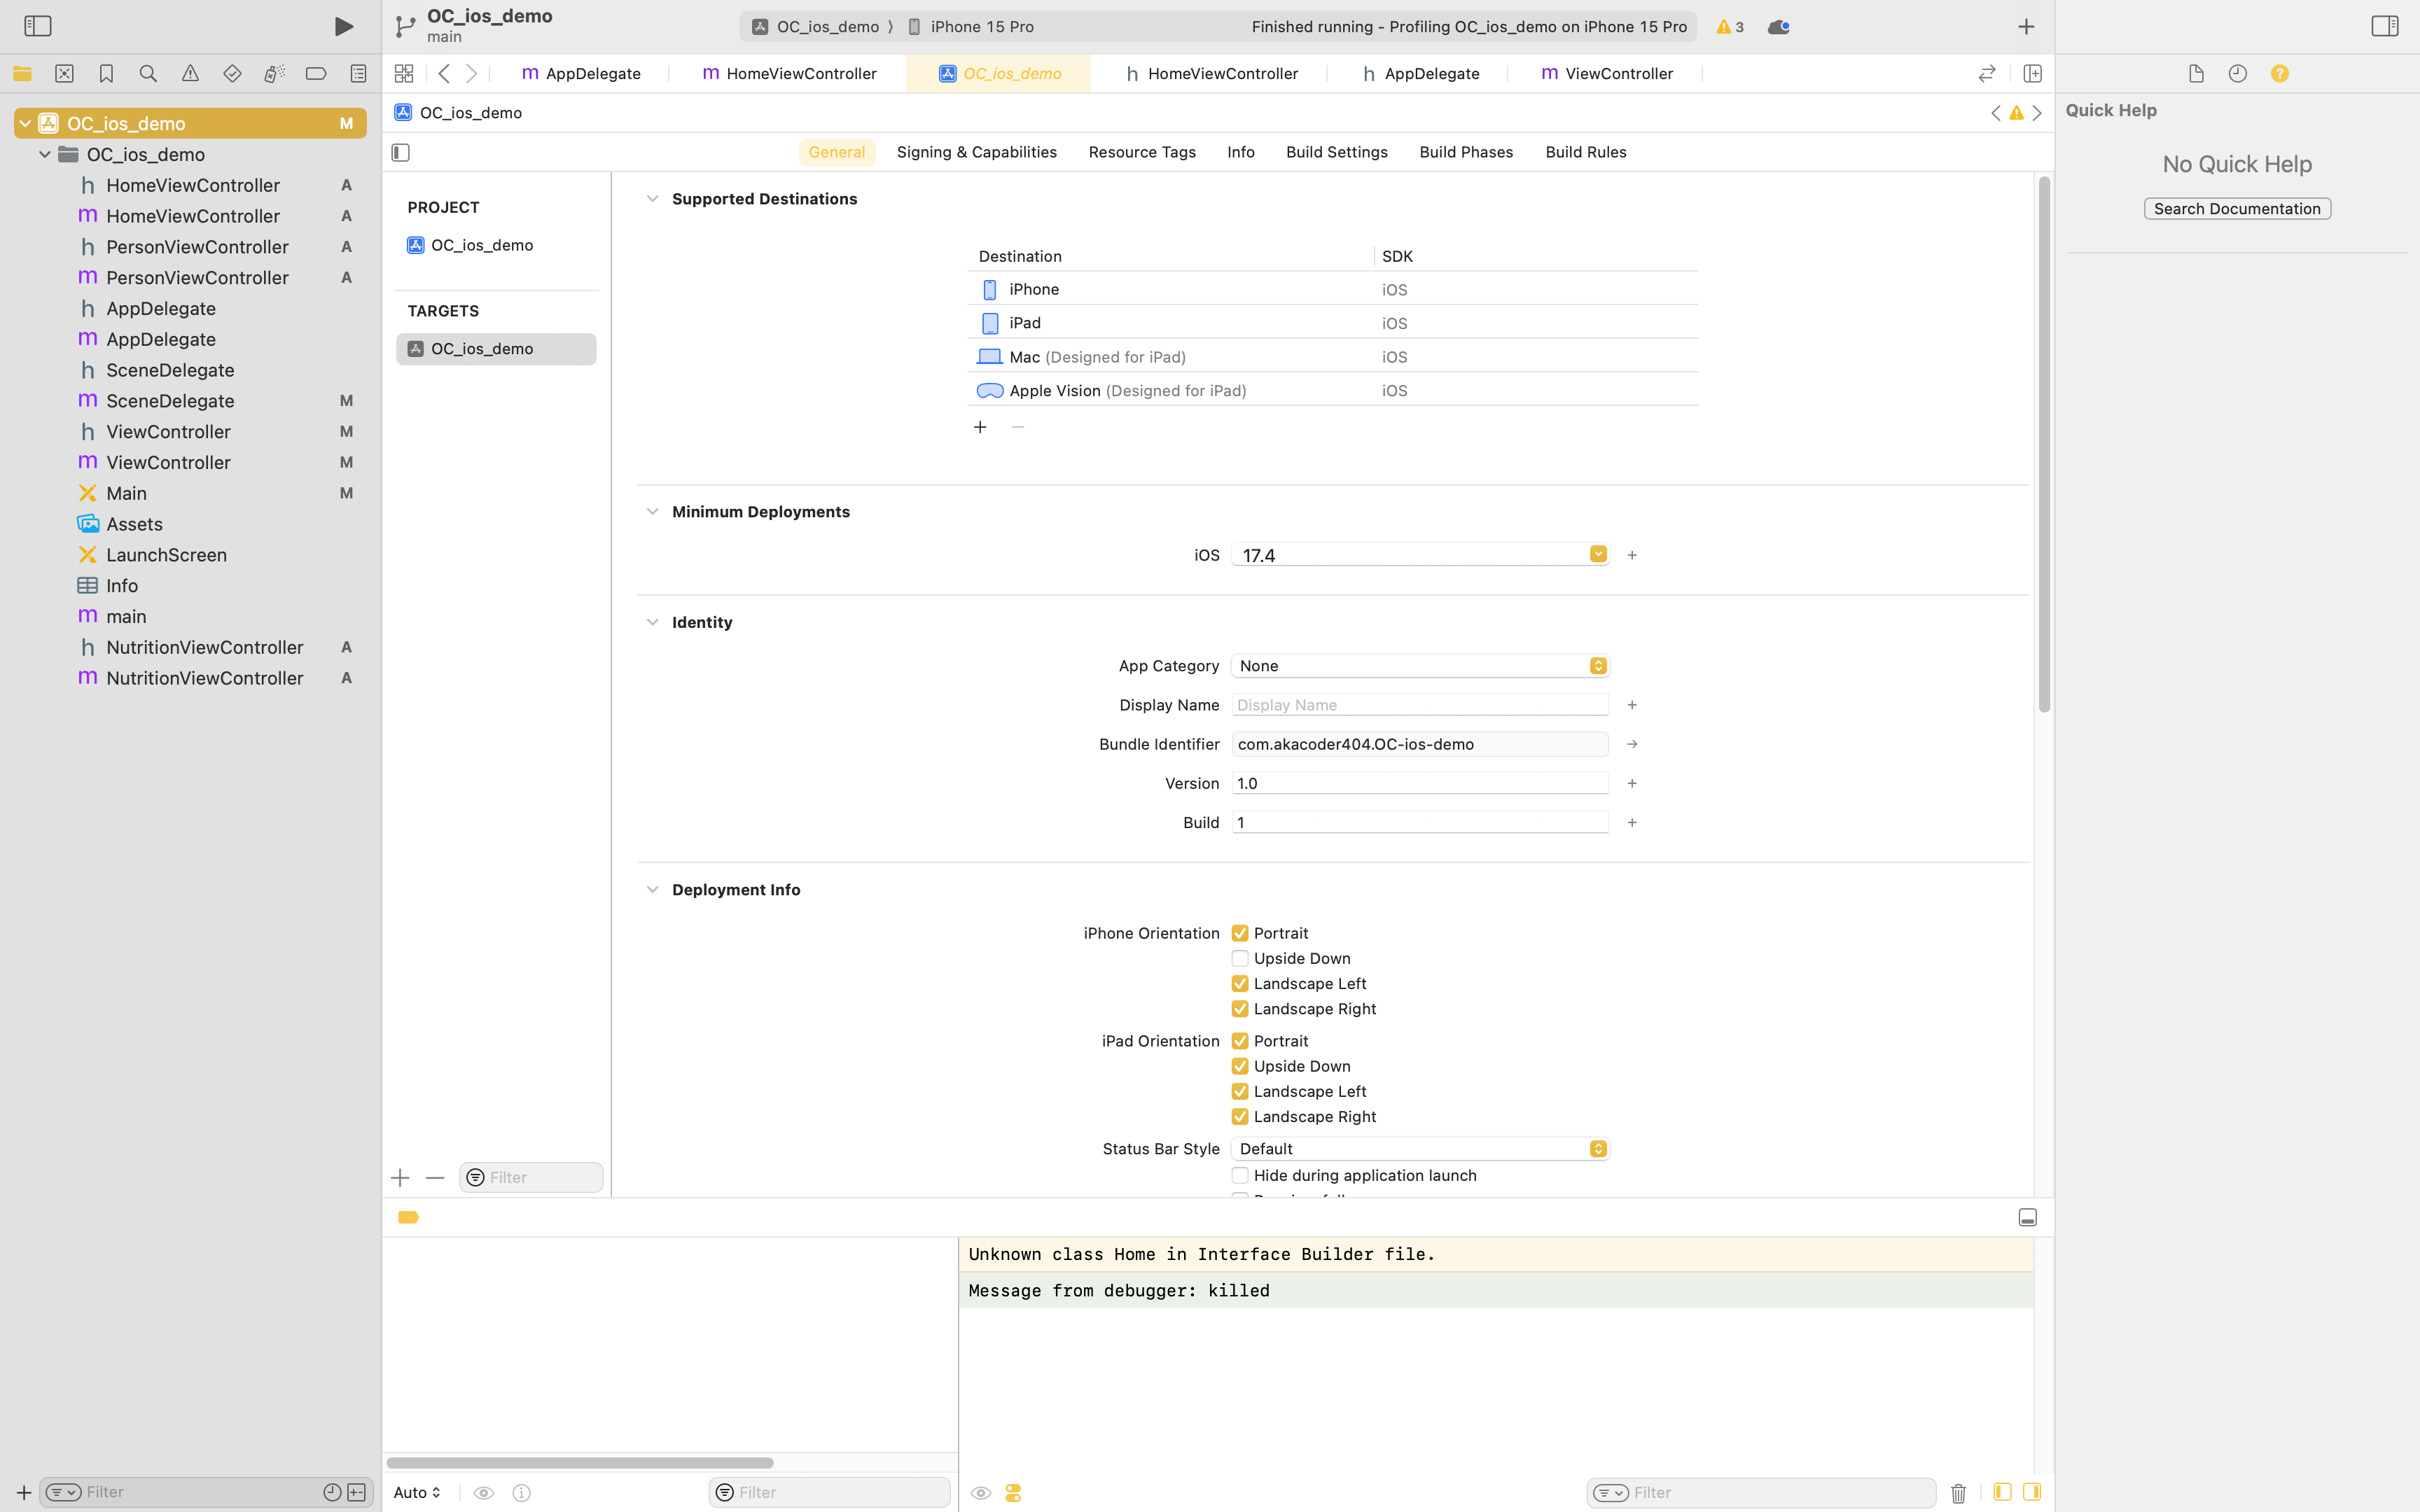 OC_ios_demo
main
OC_ios_demo ⟩ iPhone 15 Pro
Finished running - Profiling OC_ios_demo on iPhone 15 Pro
3
AppDelegate
HomeViewController
OC_ios_demo
HomeViewController
AppDelegate
ViewController
OC_ios_demo
General
Signing & Capabilities
Resource Tags
Info
Build Settings
Build Phases
Build Rules
OC_ios_demo M
OC_ios_demo
h HomeViewController A
m HomeViewController A
h PersonViewController A
m PersonViewController A
h AppDelegate
m AppDelegate
h SceneDelegate
m SceneDelegate M
h ViewController M
m ViewController M
Main M
Assets
LaunchScreen
Info
m main
h NutritionViewController A
m NutritionViewController A
Filter
PROJECT
OC_ios_demo
TARGETS
OC_ios_demo
Filter
Supported Destinations
Destination SDK
iPhone iOS
iPad iOS
Mac (Designed for iPad) iOS
Apple Vision (Designed for iPad) iOS
Minimum Deployments
iOS 17.4
Identity
App Category None
Display Name Display Name
Bundle Identifier com.akacoder404.OC-ios-demo
Version 1.0
Build 1
Deployment Info
iPhone Orientation Portrait
Upside Down
Landscape Left
Landscape Right
iPad Orientation Portrait
Upside Down
Landscape Left
Landscape Right
Status Bar Style Default
Hide during application launch
Unknown class Home in Interface Builder file.
Message from debugger: killed
Auto
Filter
Filter
Quick Help
No Quick Help
Search Documentation